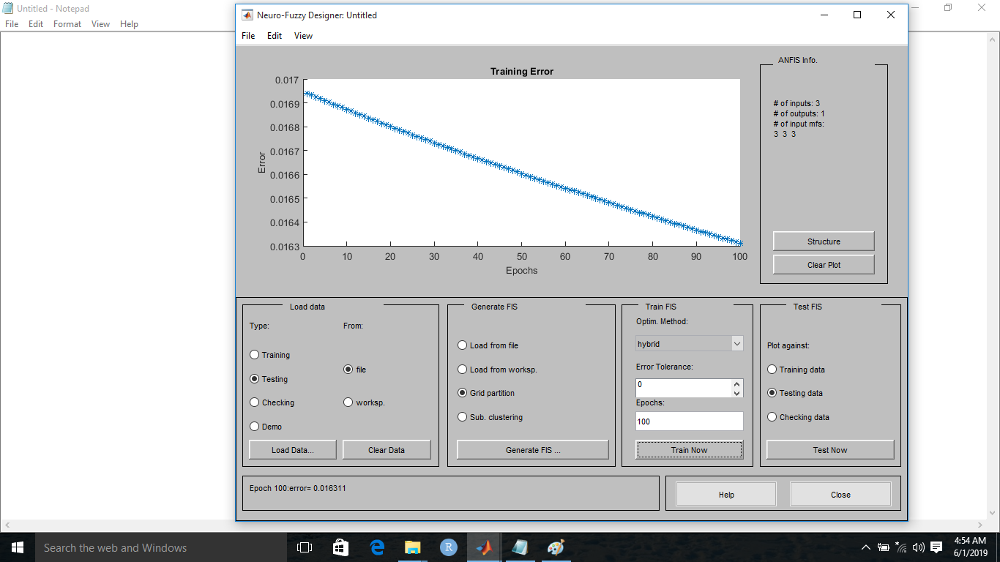 Untitled - Notepad
File Edit Format View Help
Neuro-Fuzzy Designer: Untitled
File Edit View
Training Error
0.017
0.0169
0.0168
0.0167
0.0166
0.0165
0.0164
0.0163
Error
0 10 20 30 40 50 60 70 80 90 100
Epochs
ANFIS Info.
# of inputs: 3
# of outputs: 1
# of input mfs:
3 3 3
Structure
Clear Plot
Load data
Type: From:
Training
file
Testing
Checking
worksp.
Demo
Load Data... Clear Data
Generate FIS
Load from file
Load from worksp.
Grid partition
Sub. clustering
Generate FIS ...
Train FIS
Optim. Method:
hybrid
Error Tolerance:
0
Epochs:
100
Train Now
Test FIS
Plot against:
Training data
Testing data
Checking data
Test Now
Epoch 100:error= 0.016311
Help Close
Search the web and Windows
R
4:54 AM
6/1/2019